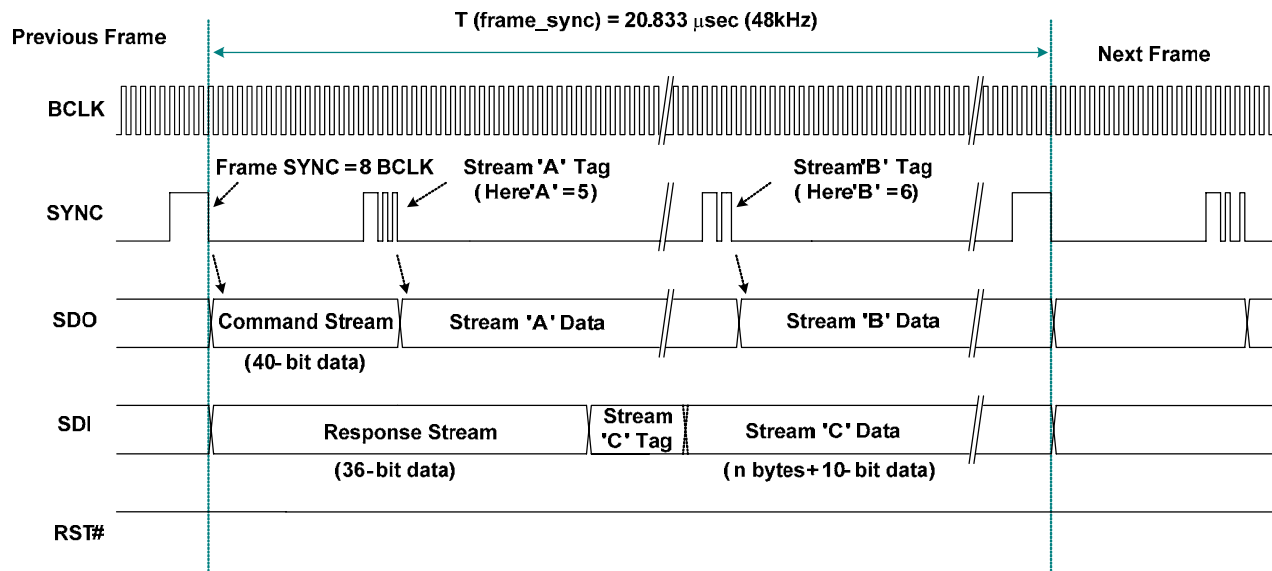 T (frame_sync) = 20.833 μsec (48kHz)
Previous Frame
Next Frame
BCLK
Frame SYNC = 8 BCLK
Stream 'A' Tag
(Here 'A' = 5)
Stream 'B' Tag
(Here 'B' = 6)
SYNC
SDO
Command Stream
Stream 'A' Data
Stream 'B' Data
(40-bit data)
SDI
Response Stream
Stream
'C' Tag
Stream 'C' Data
(36-bit data)
(n bytes + 10-bit data)
RST#